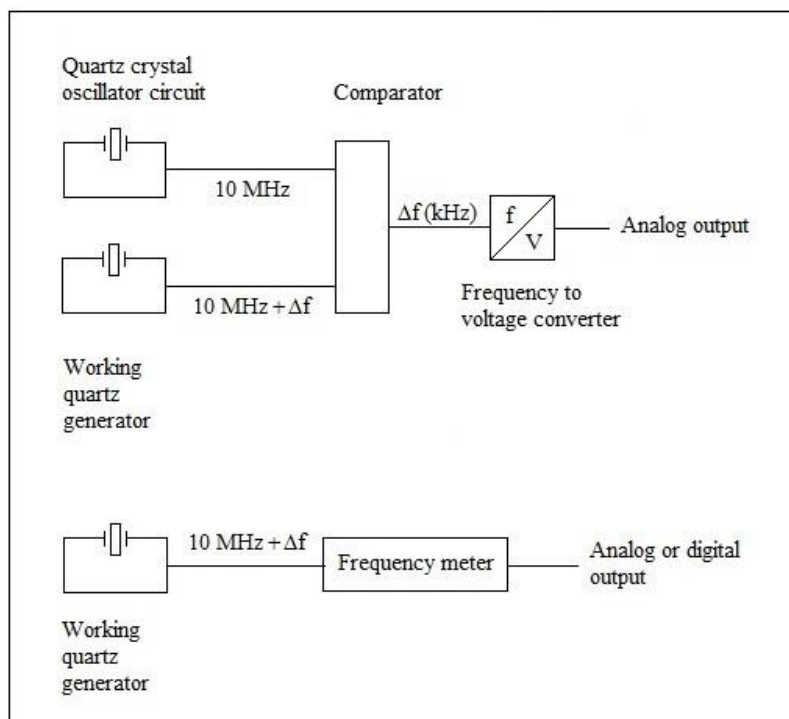 Quartz crystal
oscillator circuit
Comparator
10 MHz
Δf (kHz)
f
V
Analog output
10 MHz + Δf
Frequency to
voltage converter
Working
quartz
generator
10 MHz + Δf
Frequency meter
Analog or digital
output
Working
quartz
generator